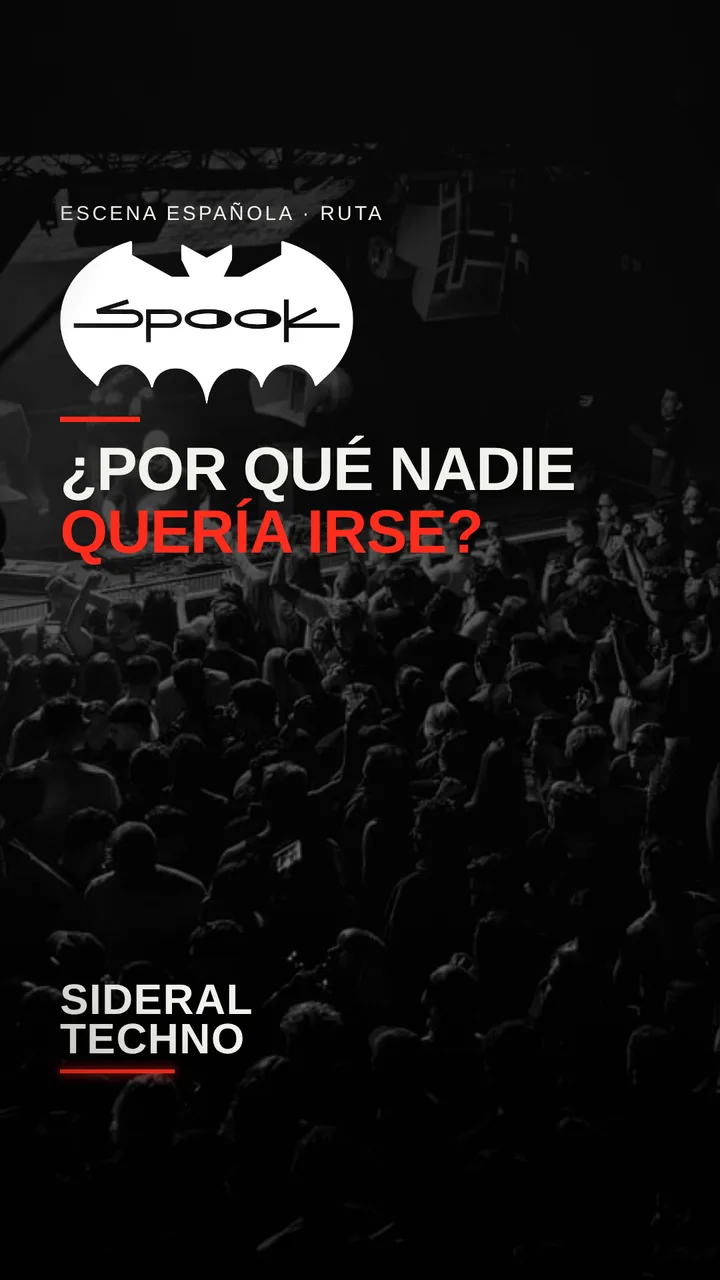 ESCENA ESPAÑOLA · RUTA
Spook
¿POR QUÉ NADIE
QUERÍA IRSE?
SIDERAL
TECHNO